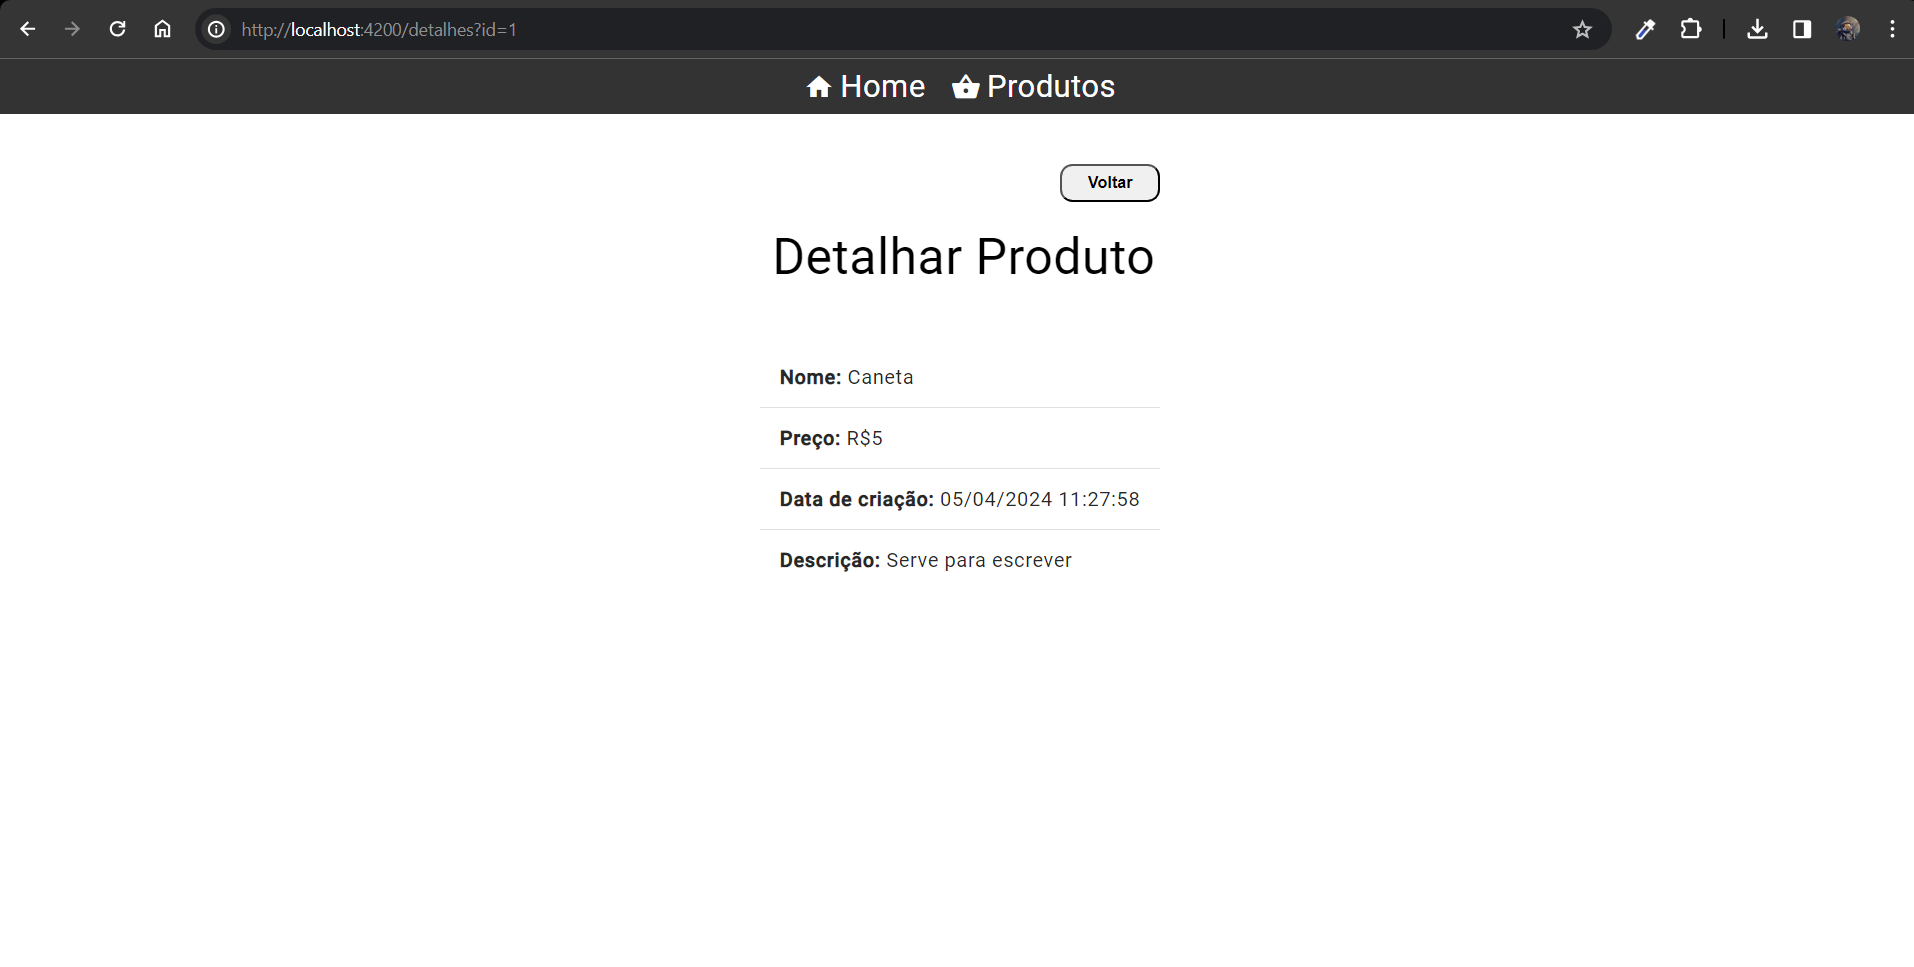 http://localhost:4200/detalhes?id=1
Home Produtos
Voltar
Detalhar Produto
Nome: Caneta
Preço: R$5
Data de criação: 05/04/2024 11:27:58
Descrição: Serve para escrever